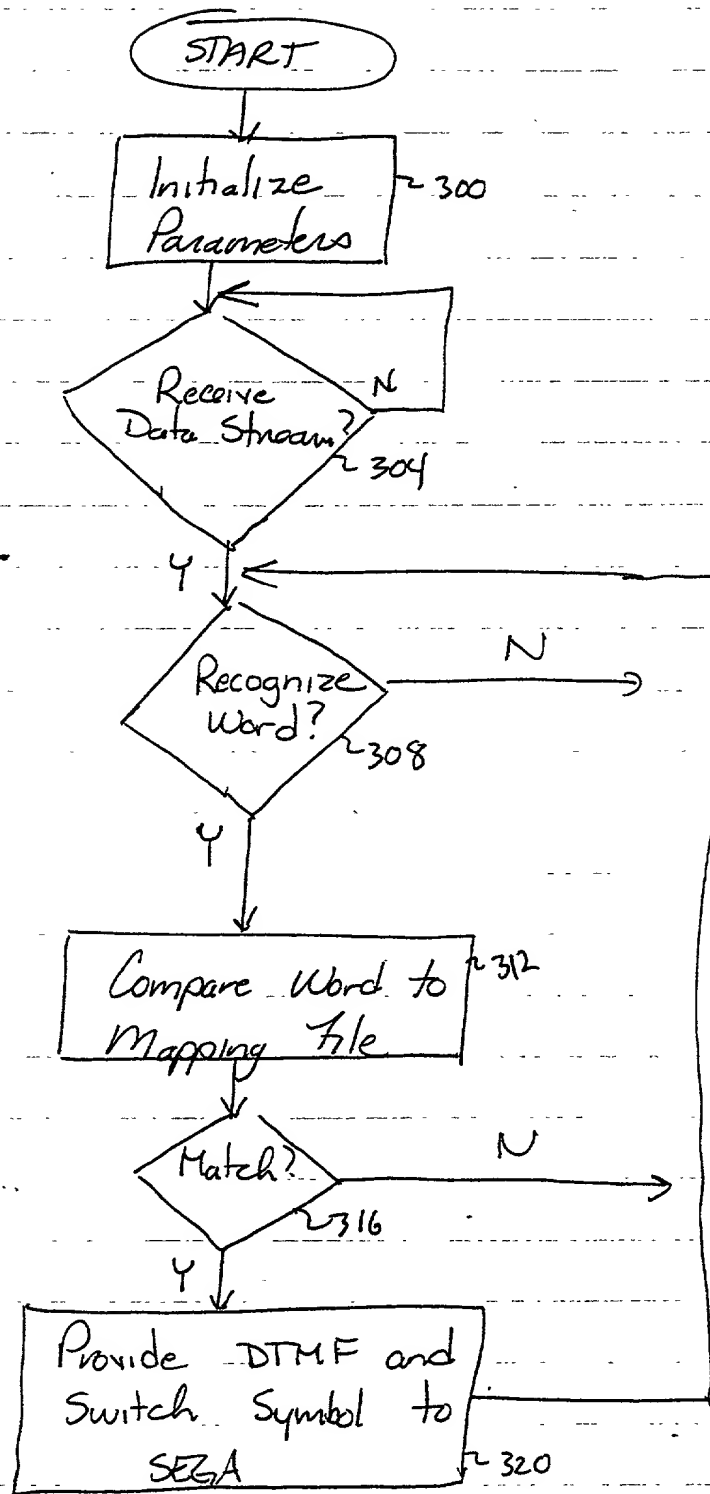 START
Initialize
Parameters
300
Receive
Data Stream?
N
304
Y
Recognize
Word?
N
308
Y
Compare Word to
Mapping File
312
Match?
N
316
Y
Provide DTMF and
Switch Symbol to
SEGA
320